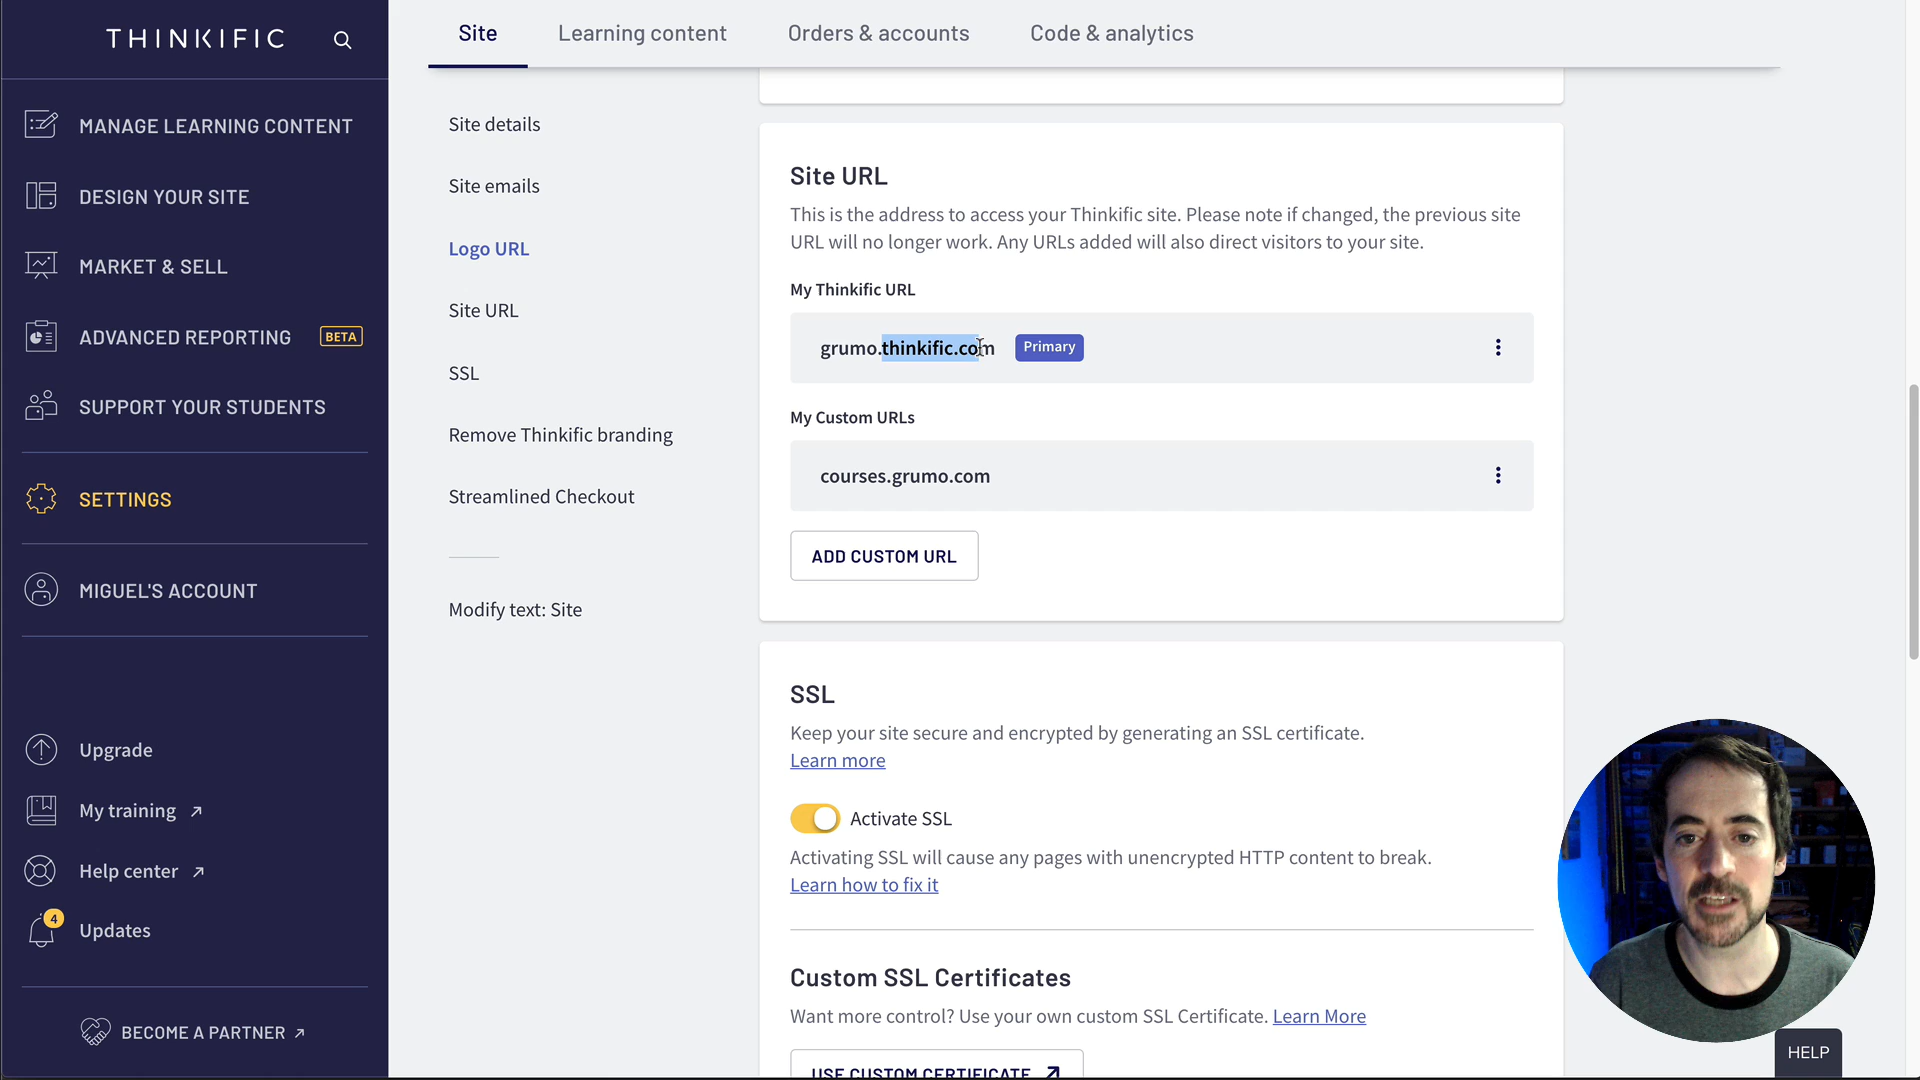 THINKIFIC
MANAGE LEARNING CONTENT
DESIGN YOUR SITE
MARKET & SELL
ADVANCED REPORTING BETA
SUPPORT YOUR STUDENTS
SETTINGS
MIGUEL'S ACCOUNT
Upgrade
My training
Help center
4
Updates
BECOME A PARTNER
Site Learning content Orders & accounts Code & analytics
Site details
Site emails
Logo URL
Site URL
SSL
Remove Thinkific branding
Streamlined Checkout
Modify text: Site
Site URL
This is the address to access your Thinkific site. Please note if changed, the previous site
URL will no longer work. Any URLs added will also direct visitors to your site.
My Thinkific URL
grumo.thinkific.com Primary
My Custom URLs
courses.grumo.com
ADD CUSTOM URL
SSL
Keep your site secure and encrypted by generating an SSL certificate.
Learn more
Activate SSL
Activating SSL will cause any pages with unencrypted HTTP content to break.
Learn how to fix it
Custom SSL Certificates
Want more control? Use your own custom SSL Certificate. Learn More
USE CUSTOM CERTIFICATE
HELP